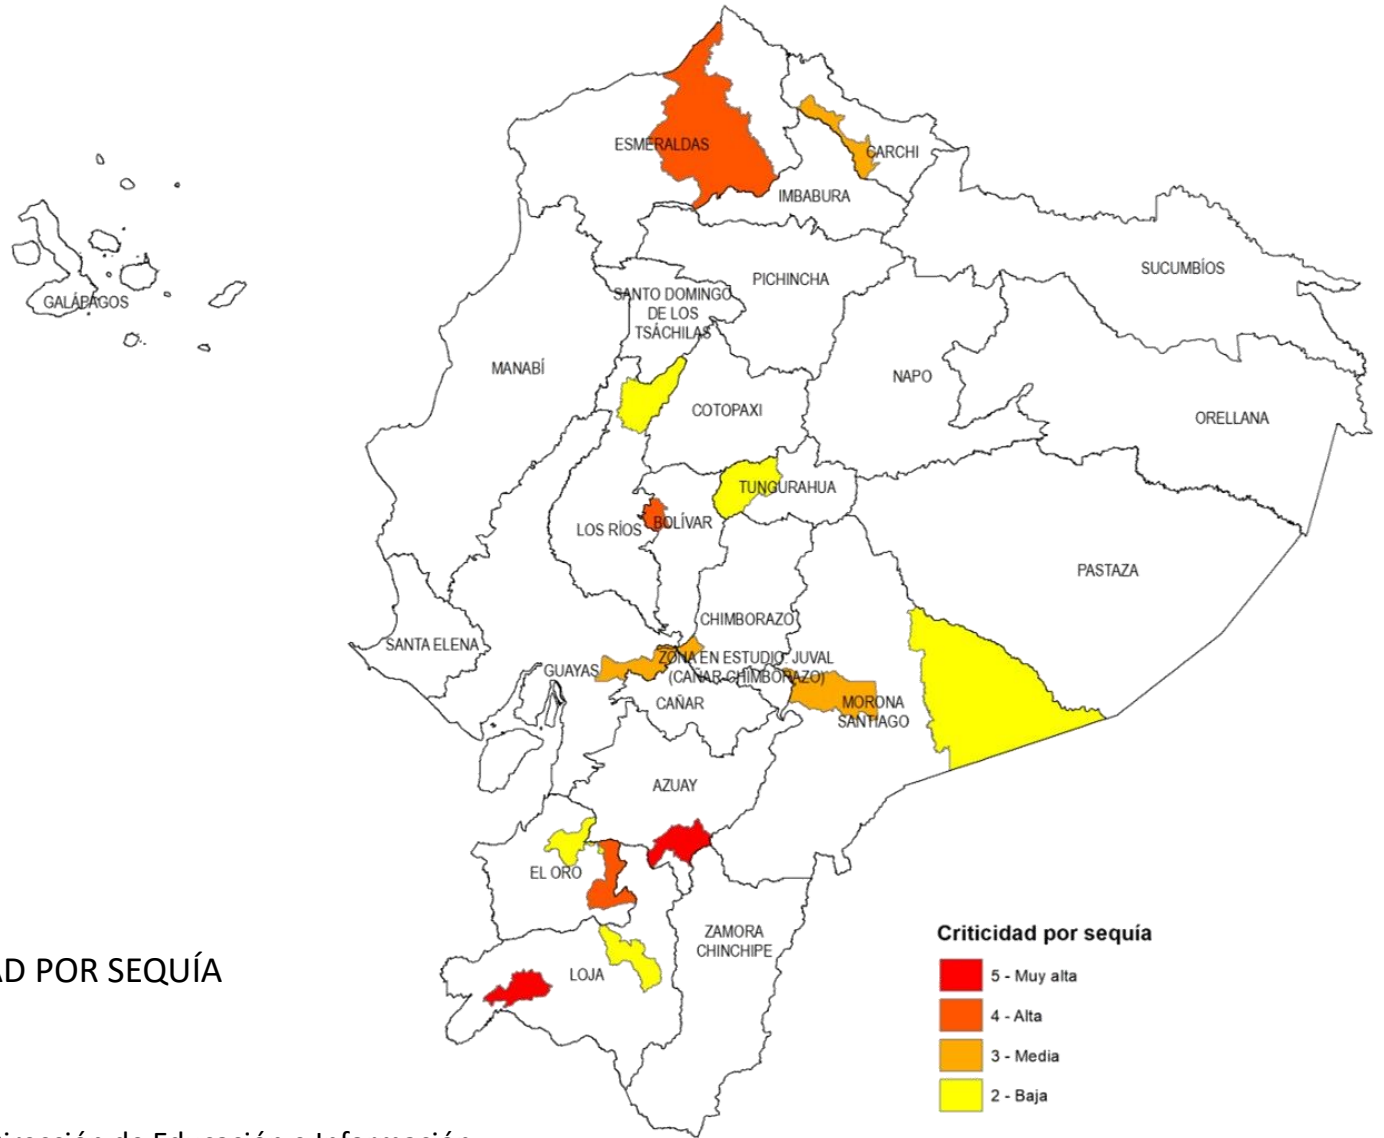 ESMERALDAS
CARCHI
IMBABURA
SUCUMBÍOS
PICHINCHA
GALÁPAGOS
SANTO DOMINGO
DE LOS
TSÁCHILAS
MANABÍ
NAPO
COTOPAXI
ORELLANA
TUNGURAHUA
LOS RÍOS
BOLÍVAR
PASTAZA
CHIMBORAZO
SANTA ELENA
ZONA EN ESTUDIO: JUVAL
(CAÑAR-CHIMBORAZO)
GUAYAS
CAÑAR
MORONA
SANTIAGO
AZUAY
EL ORO
ZAMORA
CHINCHIPE
LOJA
Criticidad por sequía
5 - Muy alta
4 - Alta
3 - Media
2 - Baja
AD POR SEQUÍA